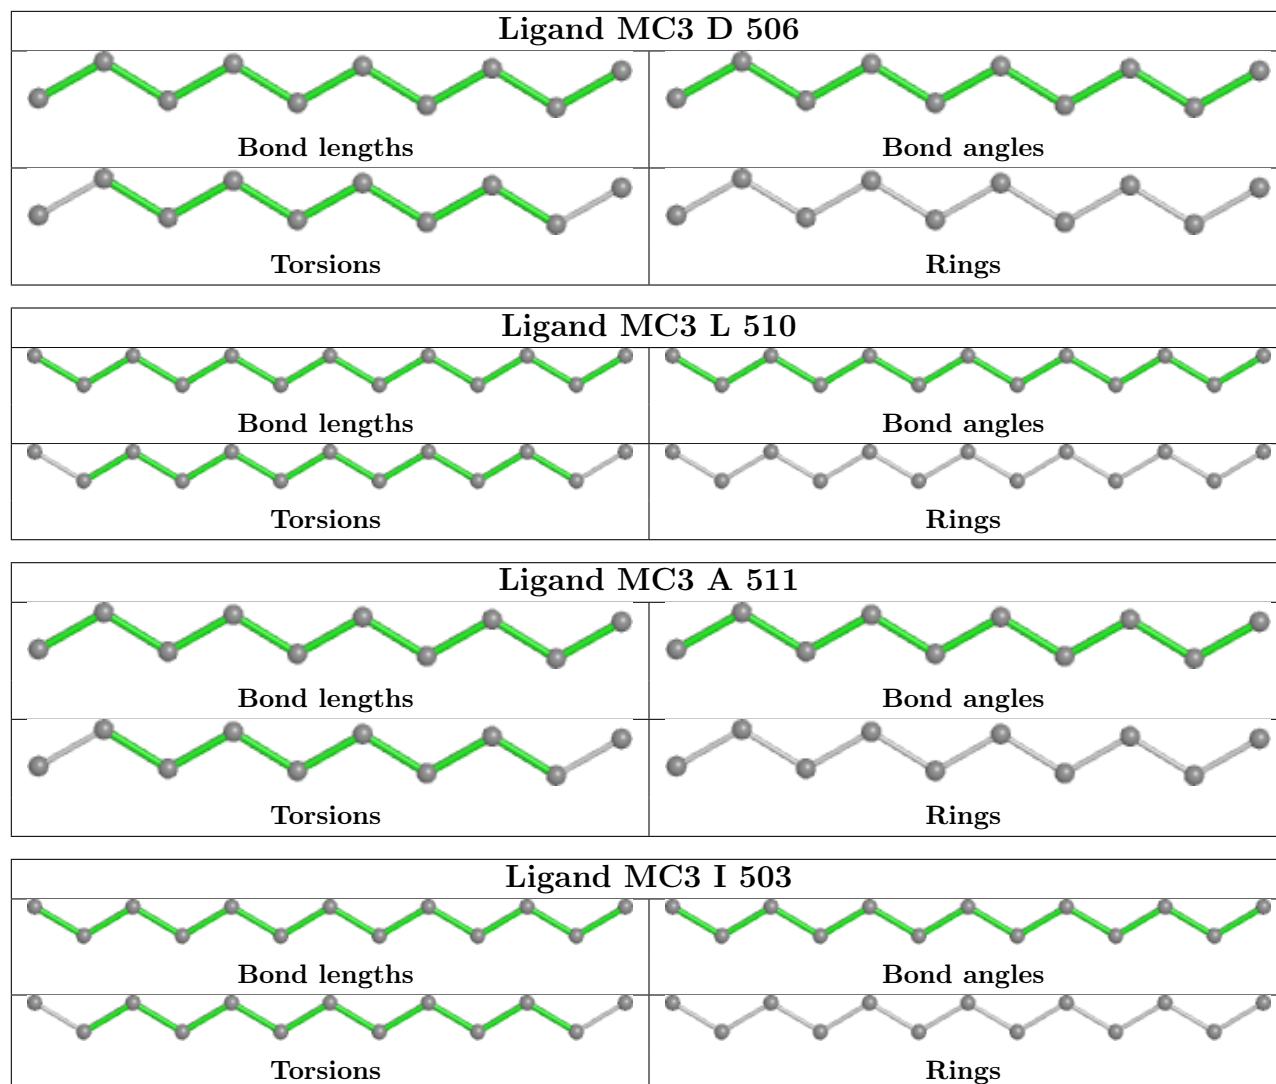 Ligand MC3 D 506
Bond lengths Bond angles
Torsions Rings
Ligand MC3 L 510
Bond lengths Bond angles
Torsions Rings
Ligand MC3 A 511
Bond lengths Bond angles
Torsions Rings
Ligand MC3 I 503
Bond lengths Bond angles
Torsions Rings